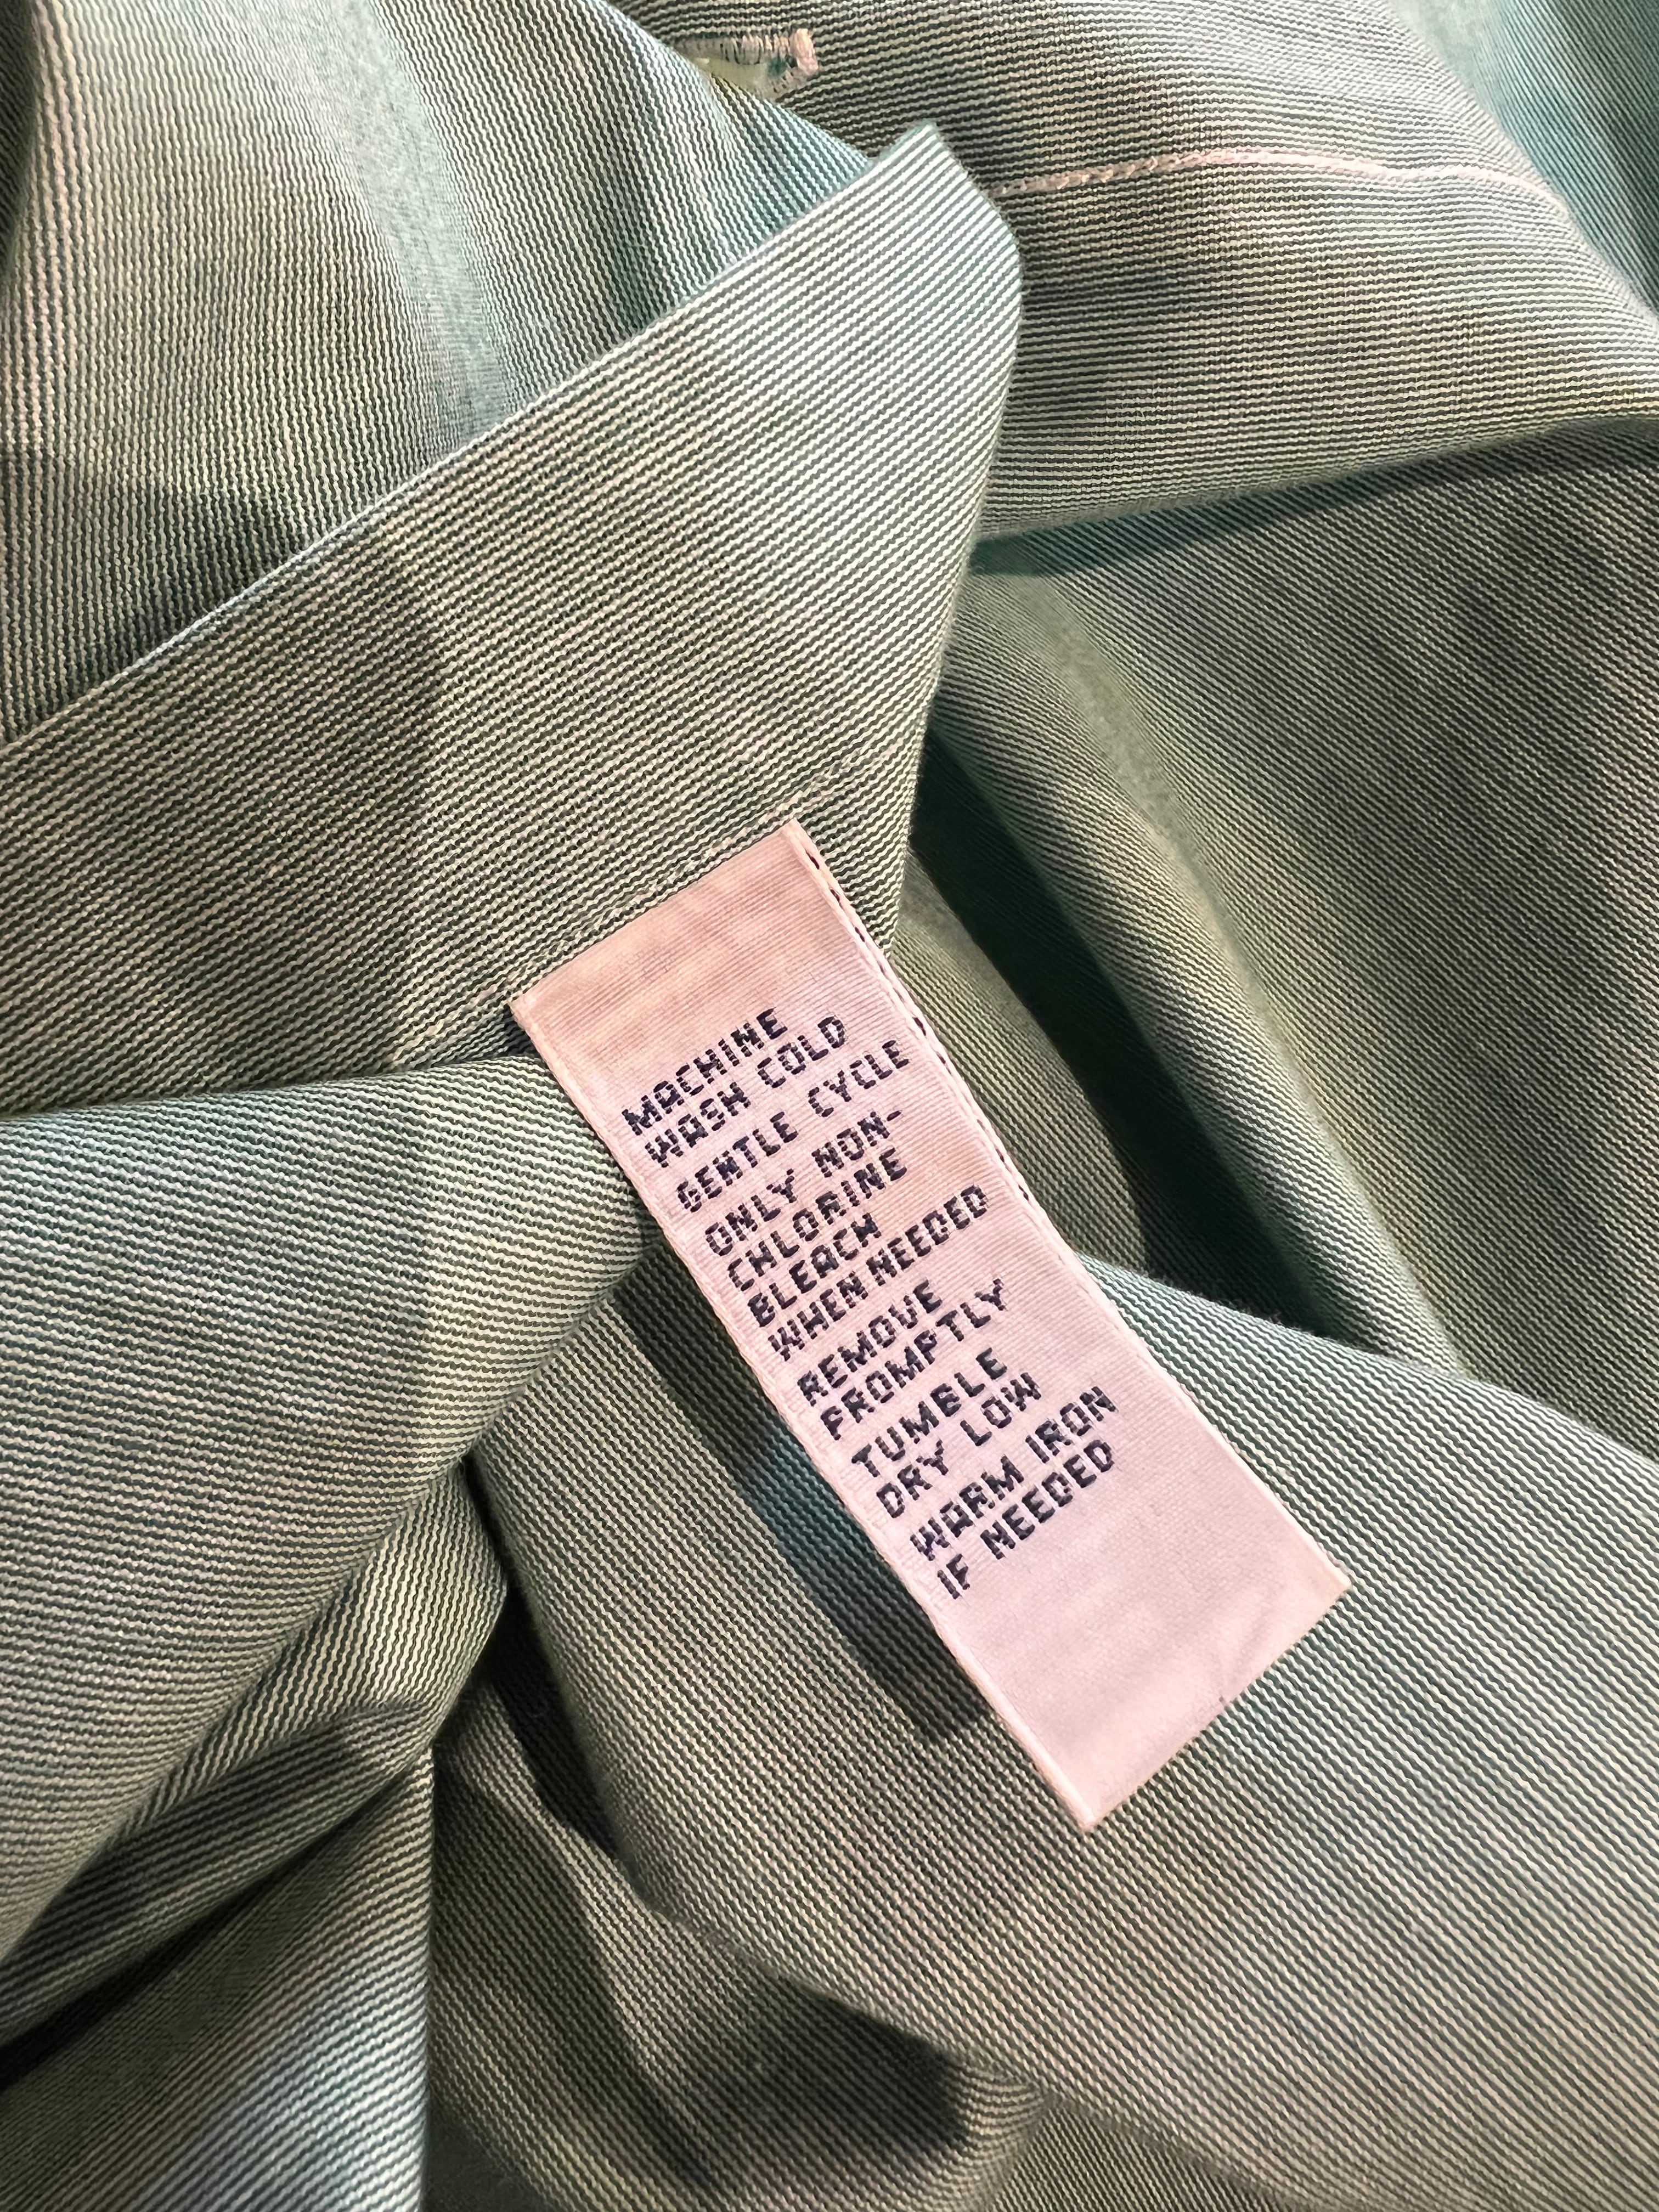 MACHINE
WASH COLD
GENTLE CYCLE
ONLY NON-
CHLORINE
BLEACH
WHEN NEEDED
REMOVE
PROMPTLY
TUMBLE
DRY LOW
WARM IRON
IF NEEDED